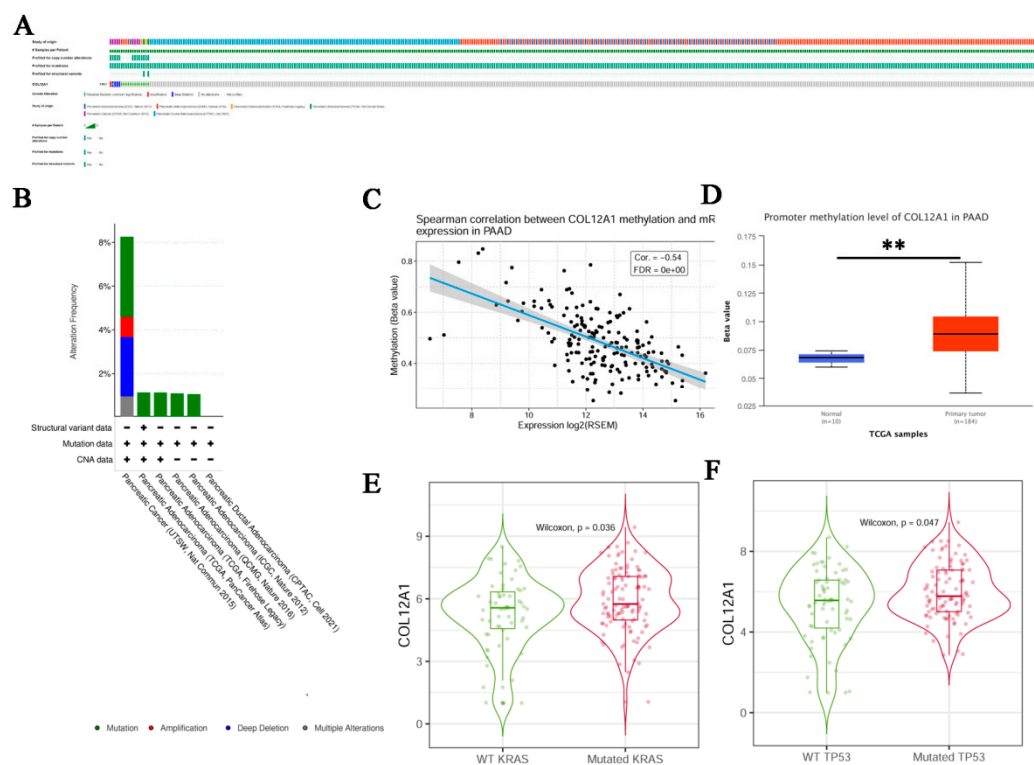 A
Study of origin
# Samples per Patient
Profiled for copy number alterations
Profiled for mutations
Profiled for structural variants
COL12A1
Genetic Alteration
Amplification
Deep Deletion
Study of origin
# Samples per Patient
Profiled for copy number
alterations
Profiled for mutations
Profiled for structural variants
B
8%
6%
4%
2%
Alteration Frequency
Structural variant data
− + − − − −
Mutation data
+ + + + + +
CNA data
+ + + − − −
Pancreatic Cancer (UTSW, Nat Commun 2015)
Pancreatic Adenocarcinoma (TCGA, PanCancer Atlas)
Pancreatic Adenocarcinoma (TCGA, Firehose Legacy)
Pancreatic Adenocarcinoma (QCMG, Nature 2016)
Pancreatic Adenocarcinoma (ICGC, Nature 2012)
Pancreatic Ductal Adenocarcinoma (CPTAC, Cell 2021)
Mutation
Amplification
Deep Deletion
Multiple Alterations
C
Spearman correlation between COL12A1 methylation and mR
expression in PAAD
Cor. = −0.54
FDR = 0e+00
Methylation (Beta value)
0.8
0.6
0.4
8 10 12 14 16
Expression log2(RSEM)
D
Promoter methylation level of COL12A1 in PAAD
**
Beta value
0.175
0.15
0.125
0.1
0.075
0.05
0.025
Normal
(n=10)
Primary tumor
(n=184)
TCGA samples
E
Wilcoxon, p = 0.036
COL12A1
9
6
3
0
WT KRAS
Mutated KRAS
F
Wilcoxon, p = 0.047
COL12A1
8
4
0
WT TP53
Mutated TP53